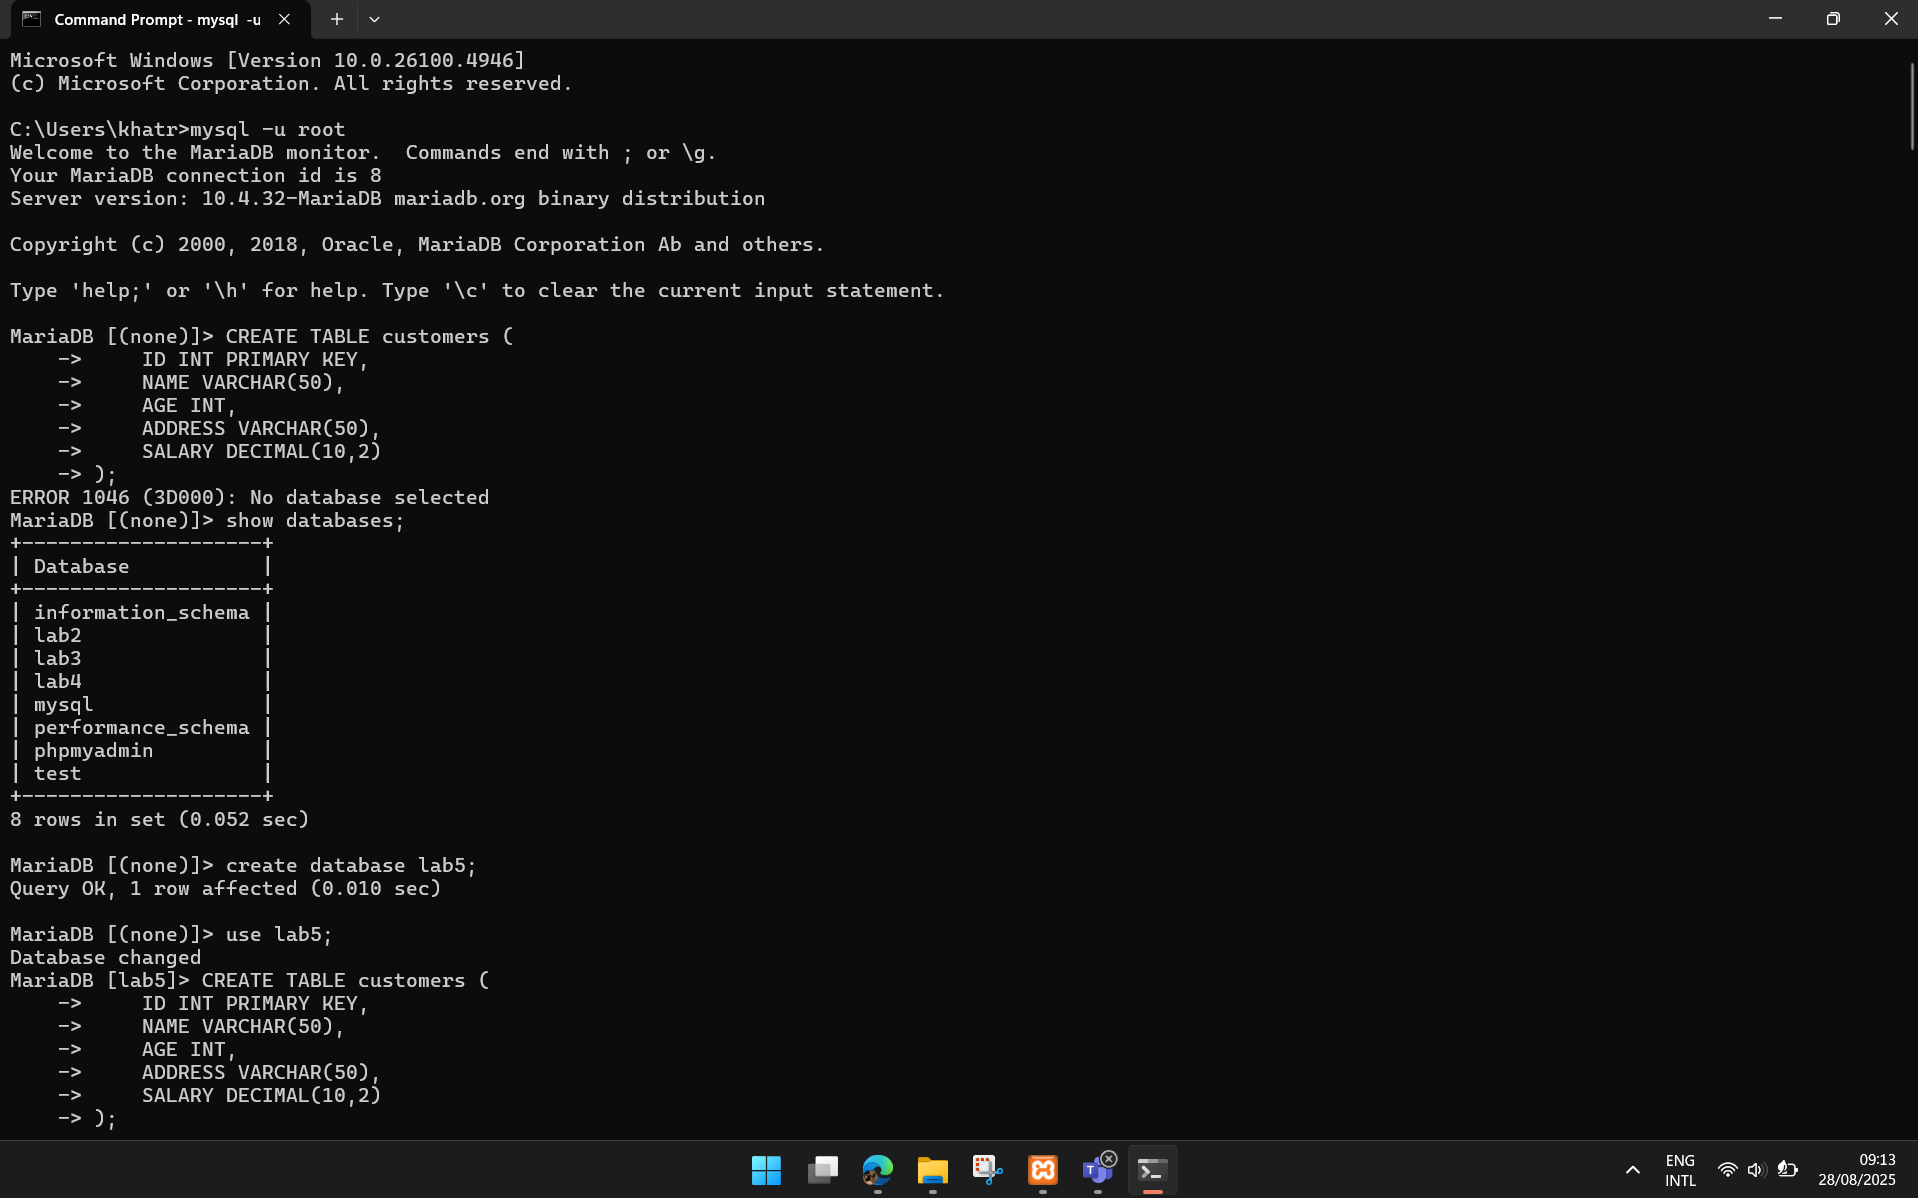 Command Prompt - mysql  -u
Microsoft Windows [Version 10.0.26100.4946]
(c) Microsoft Corporation. All rights reserved.
C:\Users\khatr>mysql -u root
Welcome to the MariaDB monitor.  Commands end with ; or \g.
Your MariaDB connection id is 8
Server version: 10.4.32-MariaDB mariadb.org binary distribution
Copyright (c) 2000, 2018, Oracle, MariaDB Corporation Ab and others.
Type 'help;' or '\h' for help. Type '\c' to clear the current input statement.
MariaDB [(none)]> CREATE TABLE customers (
    ->     ID INT PRIMARY KEY,
    ->     NAME VARCHAR(50),
    ->     AGE INT,
    ->     ADDRESS VARCHAR(50),
    ->     SALARY DECIMAL(10,2)
    -> );
ERROR 1046 (3D000): No database selected
MariaDB [(none)]> show databases;
+--------------------+
| Database           |
+--------------------+
| information_schema |
| lab2               |
| lab3               |
| lab4               |
| mysql              |
| performance_schema |
| phpmyadmin         |
| test               |
+--------------------+
8 rows in set (0.052 sec)
MariaDB [(none)]> create database lab5;
Query OK, 1 row affected (0.010 sec)
MariaDB [(none)]> use lab5;
Database changed
MariaDB [lab5]> CREATE TABLE customers (
    ->     ID INT PRIMARY KEY,
    ->     NAME VARCHAR(50),
    ->     AGE INT,
    ->     ADDRESS VARCHAR(50),
    ->     SALARY DECIMAL(10,2)
    -> );
ENG
INTL
09:13
28/08/2025